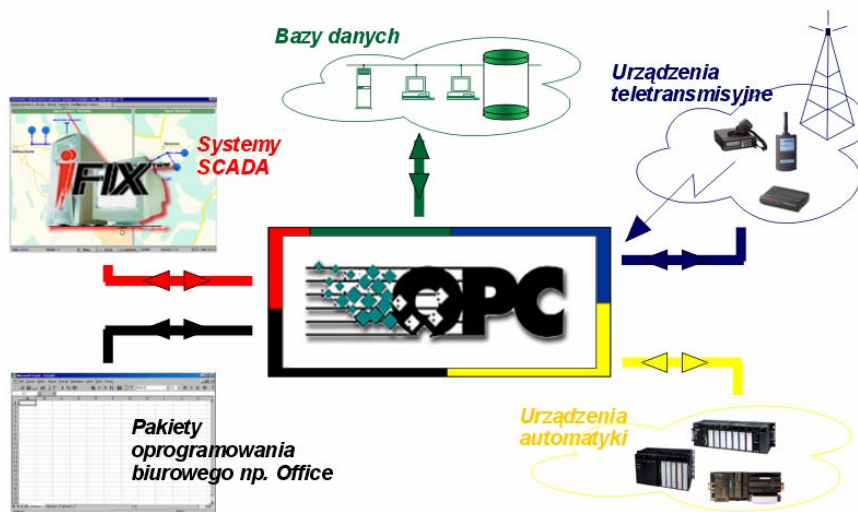 Bazy danych
Urządzenia
teletransmisyjne
Systemy
SCADA
iFIX
OPC
Pakiety
oprogramowania
biurowego np. Office
Urządzenia
automatyki